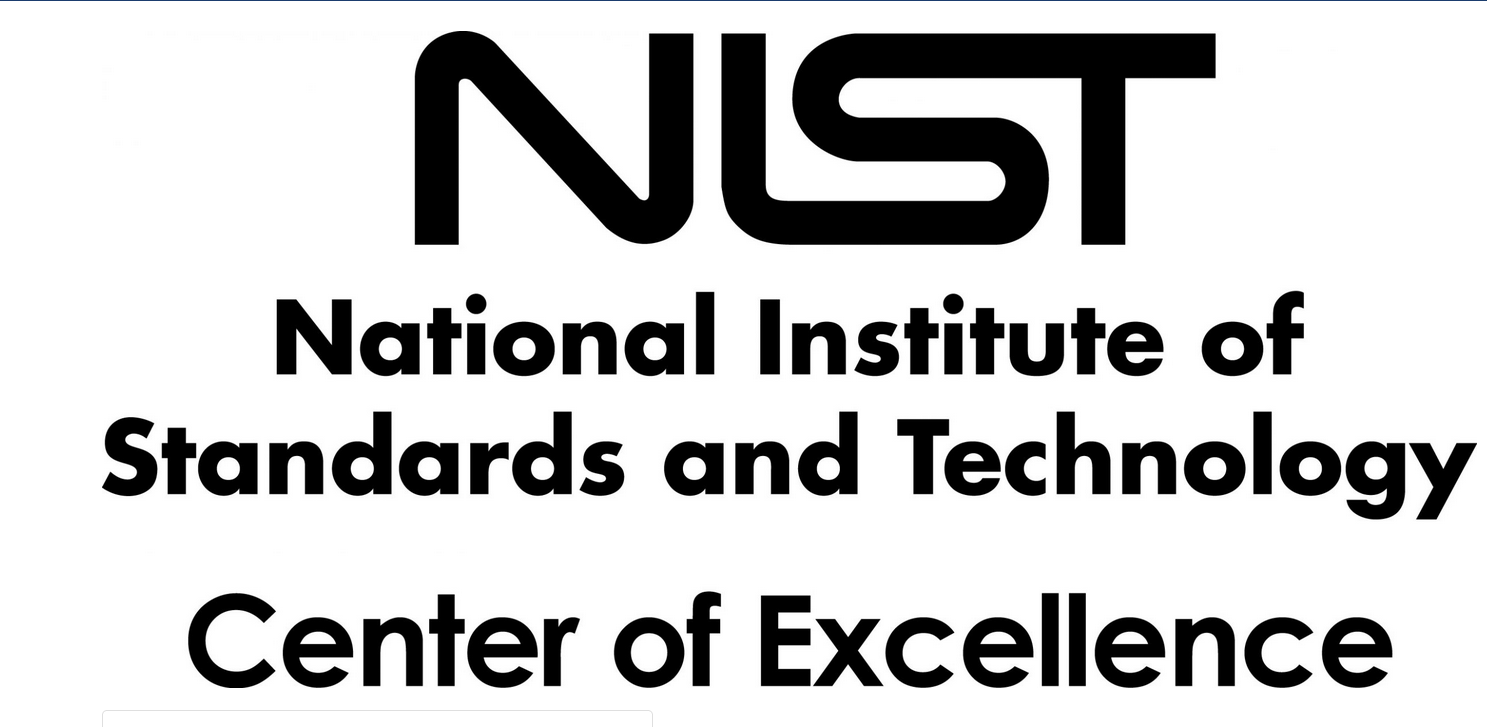 NIST
National Institute of
Standards and Technology
Center of Excellence